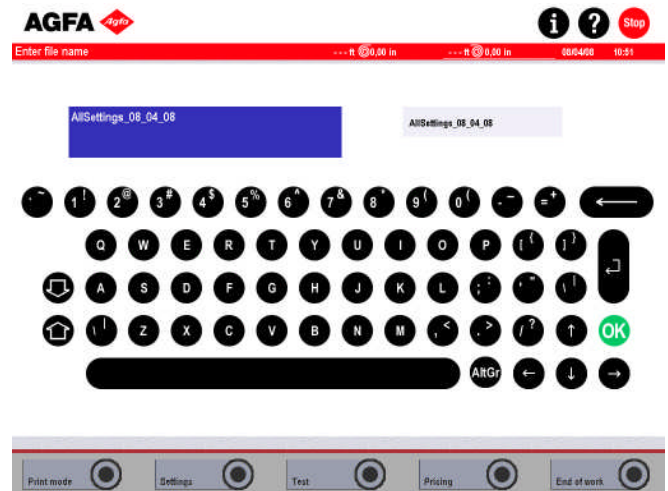 AGFA Agfa i ? Stop
Enter file name --- ft 0,00 in --- ft 0,00 in 08/04/08 10:51
AllSettings_08_04_08 AllSettings_08_04_08
` ~ 1 ! 2 @ 3 # 4 $ 5 % 6 ^ 7 & 8 * 9 ( 0 ( - - = + ←
Q W E R T Y U I O P [ { ] }
A S D F G H J K L ; : ' " \ |
\ | Z X C V B N M , < . > / ? ↑ OK
AltGr ← ↓ →
Print mode Settings Test Prising End of work